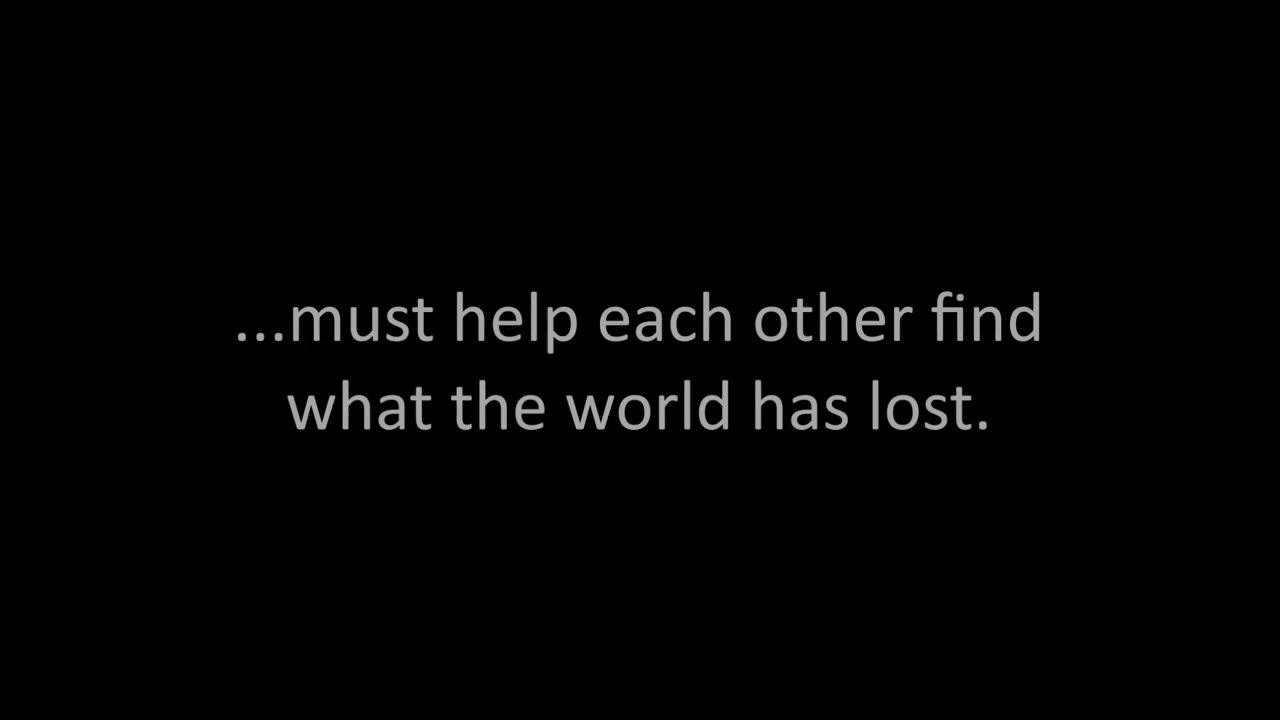 ...must help each other find
what the world has lost.